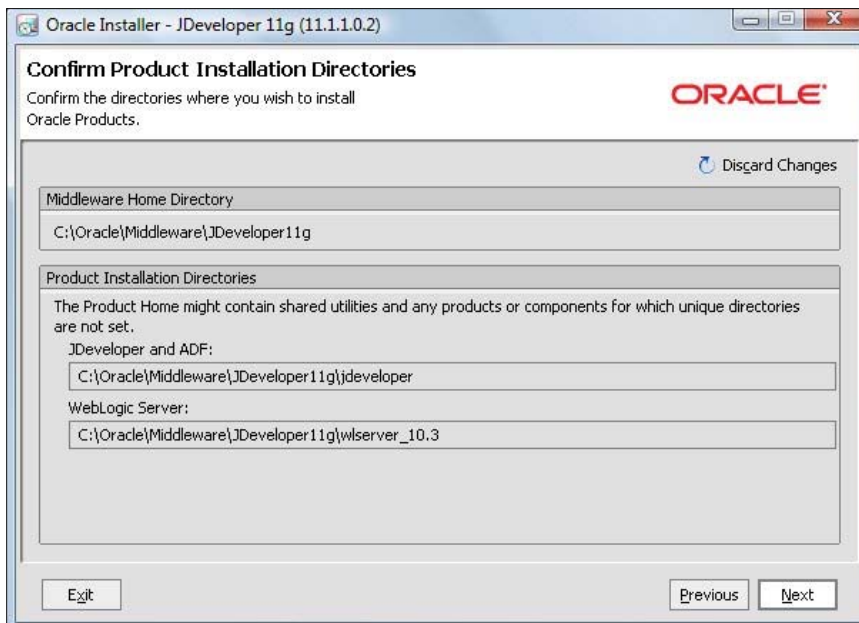 Oracle Installer - JDeveloper 11g (11.1.1.0.2)
Confirm Product Installation Directories
Confirm the directories where you wish to install
Oracle Products.
ORACLE®
Discard Changes
Middleware Home Directory
C:\Oracle\Middleware\JDeveloper11g
Product Installation Directories
The Product Home might contain shared utilities and any products or components for which unique directories
are not set.
JDeveloper and ADF:
C:\Oracle\Middleware\JDeveloper11g\jdeveloper
WebLogic Server:
C:\Oracle\Middleware\JDeveloper11g\wlserver_10.3
Exit
Previous
Next